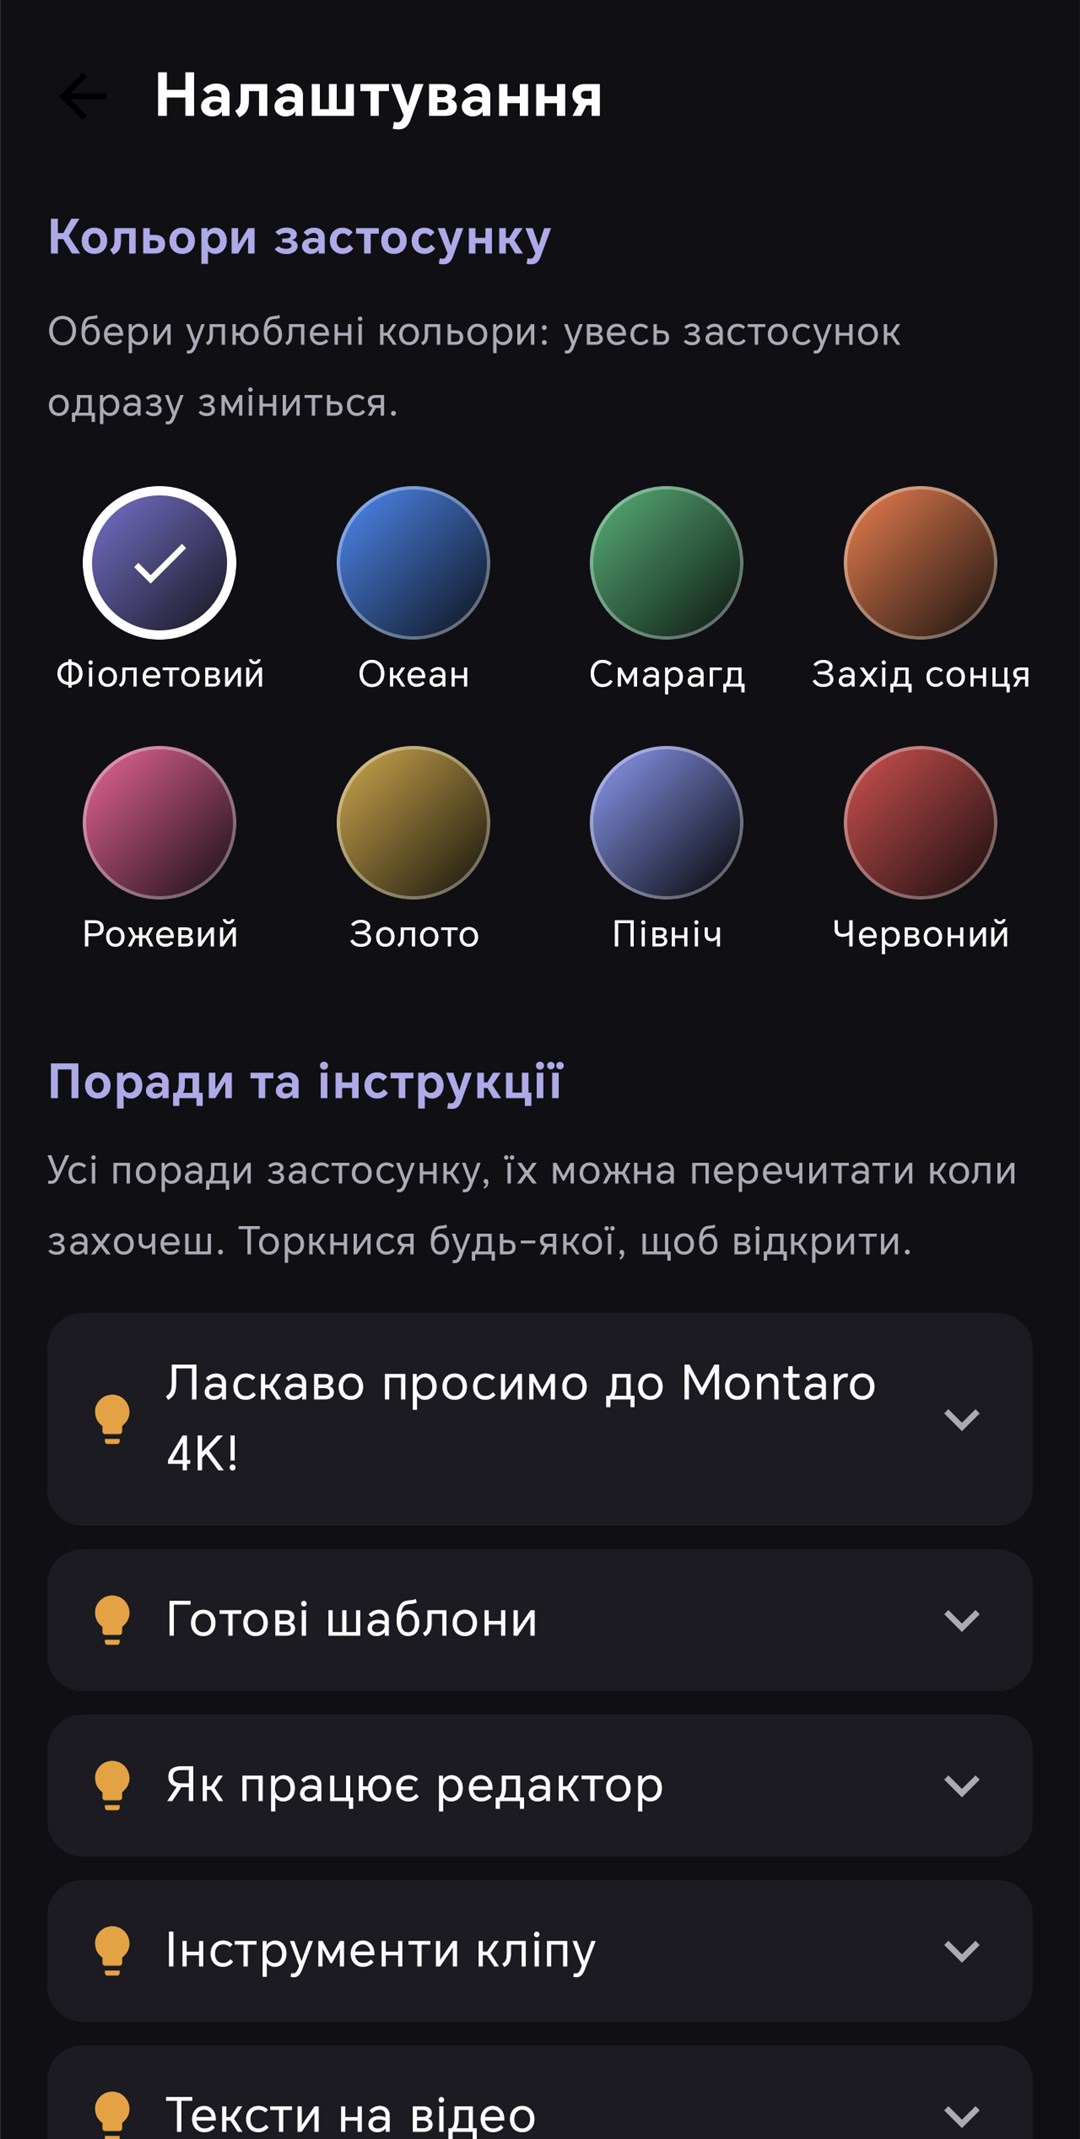 Налаштування
Кольори застосунку
Обери улюблені кольори: увесь застосунок
одразу зміниться.
Фіолетовий
Океан
Смарагд
Захід сонця
Рожевий
Золото
Північ
Червоний
Поради та інструкції
Усі поради застосунку, їх можна перечитати коли
захочеш. Торкнися будь-якої, щоб відкрити.
Ласкаво просимо до Montaro
4K!
Готові шаблони
Як працює редактор
Інструменти кліпу
Тексти на відео